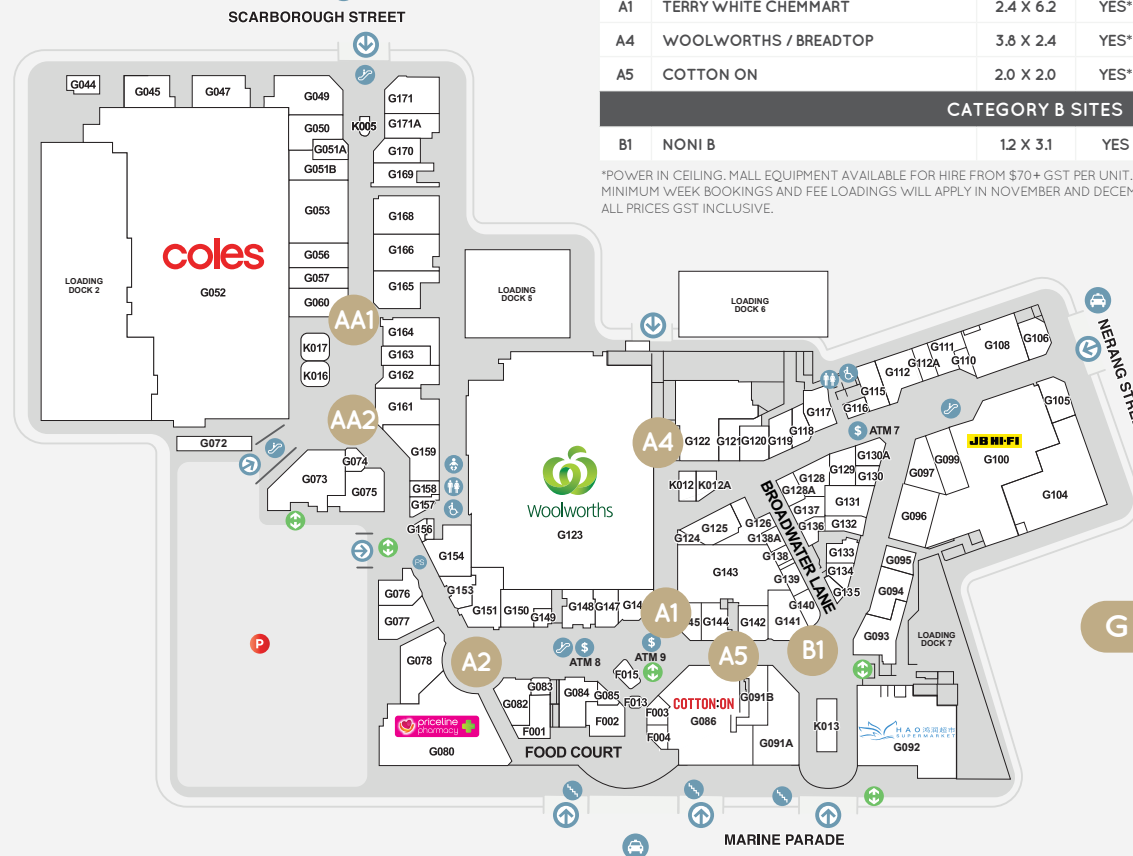 SCARBOROUGH STREET
A1 TERRY WHITE CHEMMART 2.4 X 6.2 YES*
A4 WOOLWORTHS / BREADTOP 3.8 X 2.4 YES*
A5 COTTON ON 2.0 X 2.0 YES*
CATEGORY B SITES
B1 NONI B 1.2 X 3.1 YES
*POWER IN CEILING. MALL EQUIPMENT AVAILABLE FOR HIRE FROM $70+ GST PER UNIT.
MINIMUM WEEK BOOKINGS AND FEE LOADINGS WILL APPLY IN NOVEMBER AND DECEM
ALL PRICES GST INCLUSIVE.
G044
G045
G047
G049
G171
K005
G050
G171A
G051A
G170
G051B
G169
G053
G168
coles
G052
G056
G166
G057
G165
G060
LOADING
DOCK 2
LOADING
DOCK 5
LOADING
DOCK 6
AA1
G164
K017
G163
K016
G162
AA2
G161
G072
G159
G074
G073
G075
G158
G157
G156
G154
PS
G076
G153
G077
G151
G150
G149
G148
G147
G14
A1
45
G144
G142
G141
Woolworths
G123
A4
G122
G121
G120
G119
G118
G117
G116
G115
G112
G112A
G111
G110
G108
G106
NERANG STRE
G105
$ ATM 7
JB HI-FI
G100
G099
G097
G096
G104
K012
K012A
G130A
G130
G129
G128
G128A
G131
G137
G136
G132
BROADWATER LANE
G125
G124
G126
G138A
G138
G143
G139
G140
G133
G134
G135
G095
G094
G093
LOADING
DOCK 7
G
P
G078
A2
$
ATM 8
$
ATM 9
A5
B1
F015
F013
G083
G082
G084
G085
F001
F002
F003
F004
COTTON:ON
G086
G091B
G091A
K013
priceline
pharmacy
G080
FOOD COURT
HAO鸿润超市
SUPERMARKET
G092
MARINE PARADE